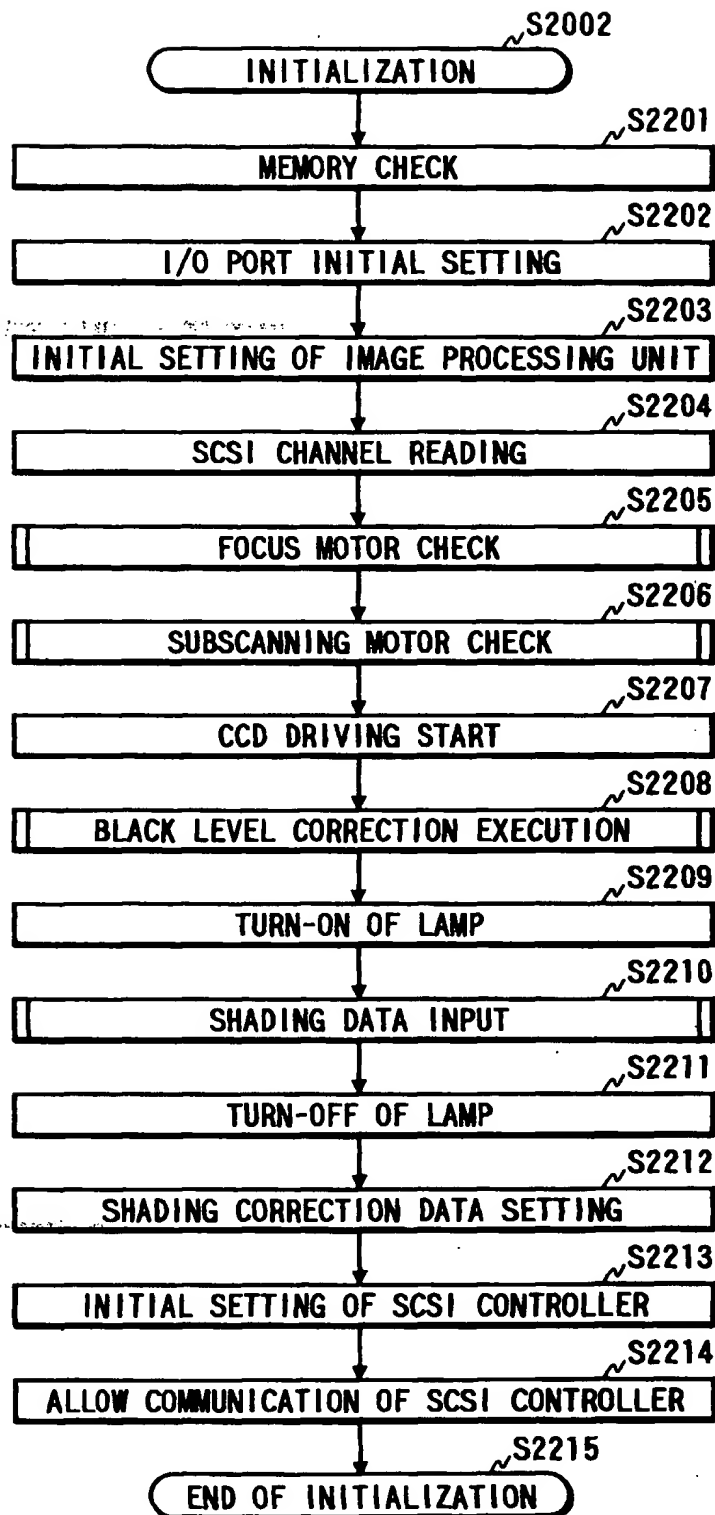 S2002
INITIALIZATION
S2201
MEMORY CHECK
S2202
I/O PORT INITIAL SETTING
S2203
INITIAL SETTING OF IMAGE PROCESSING UNIT
S2204
SCSI CHANNEL READING
S2205
FOCUS MOTOR CHECK
S2206
SUBSCANNING MOTOR CHECK
S2207
CCD DRIVING START
S2208
BLACK LEVEL CORRECTION EXECUTION
S2209
TURN-ON OF LAMP
S2210
SHADING DATA INPUT
S2211
TURN-OFF OF LAMP
S2212
SHADING CORRECTION DATA SETTING
S2213
INITIAL SETTING OF SCSI CONTROLLER
S2214
ALLOW COMMUNICATION OF SCSI CONTROLLER
S2215
END OF INITIALIZATION